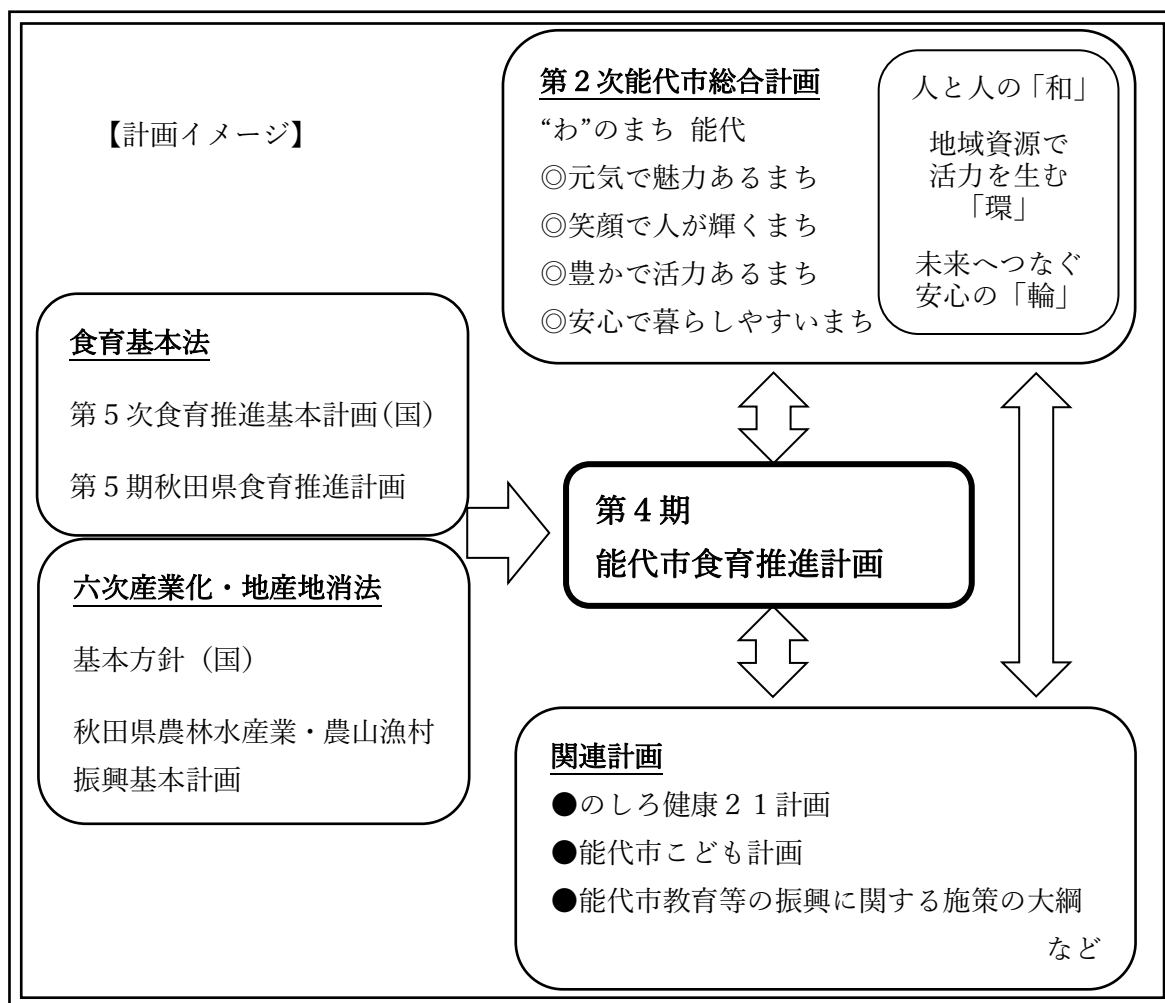 【計画イメージ】
第2次能代市総合計画
“わ”のまち 能代
◎元気で魅力あるまち
◎笑顔で人が輝くまち
◎豊かで活力あるまち
◎安心で暮らしやすいまち
人と人の「和」
地域資源で
活力を生む
「環」
未来へつなぐ
安心の「輪」
食育基本法
第5次食育推進基本計画(国)
第5期秋田県食育推進計画
六次産業化・地産地消法
基本方針(国)
秋田県農林水産業・農山漁村
振興基本計画
第4期
能代市食育推進計画
関連計画
●のしろ健康21計画
●能代市こども計画
●能代市教育等の振興に関する施策の大綱
など